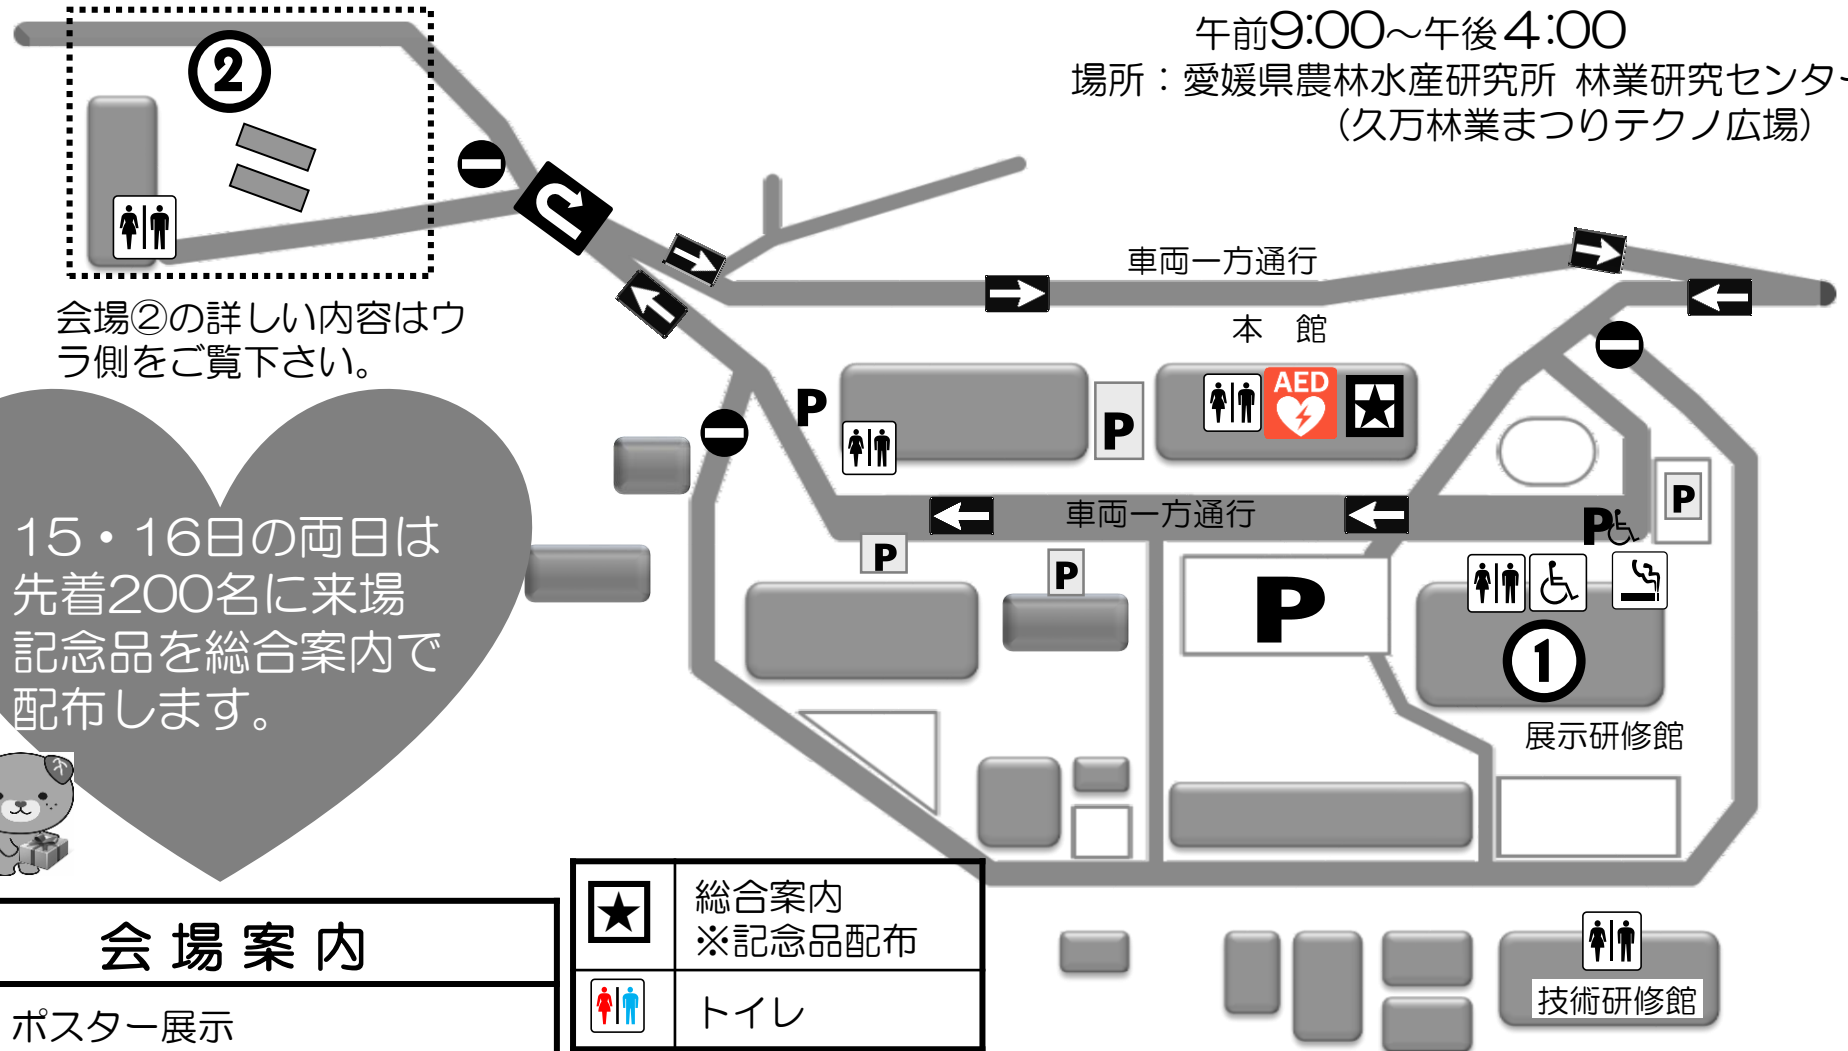 午前9:00～午後4:00
場所：愛媛県農林水産研究所 林業研究センター
（久万林業まつりテクノ広場）
②
会場②の詳しい内容はウ
ラ側をご覧下さい。
車両一方通行
本 館
AED
P
P
車両一方通行
P
P
P
P
P
①
展示研修館
15・16日の両日は
先着200名に来場
記念品を総合案内で
配布します。
会場案内
ポスター展示
総合案内
※記念品配布
トイレ
技術研修館